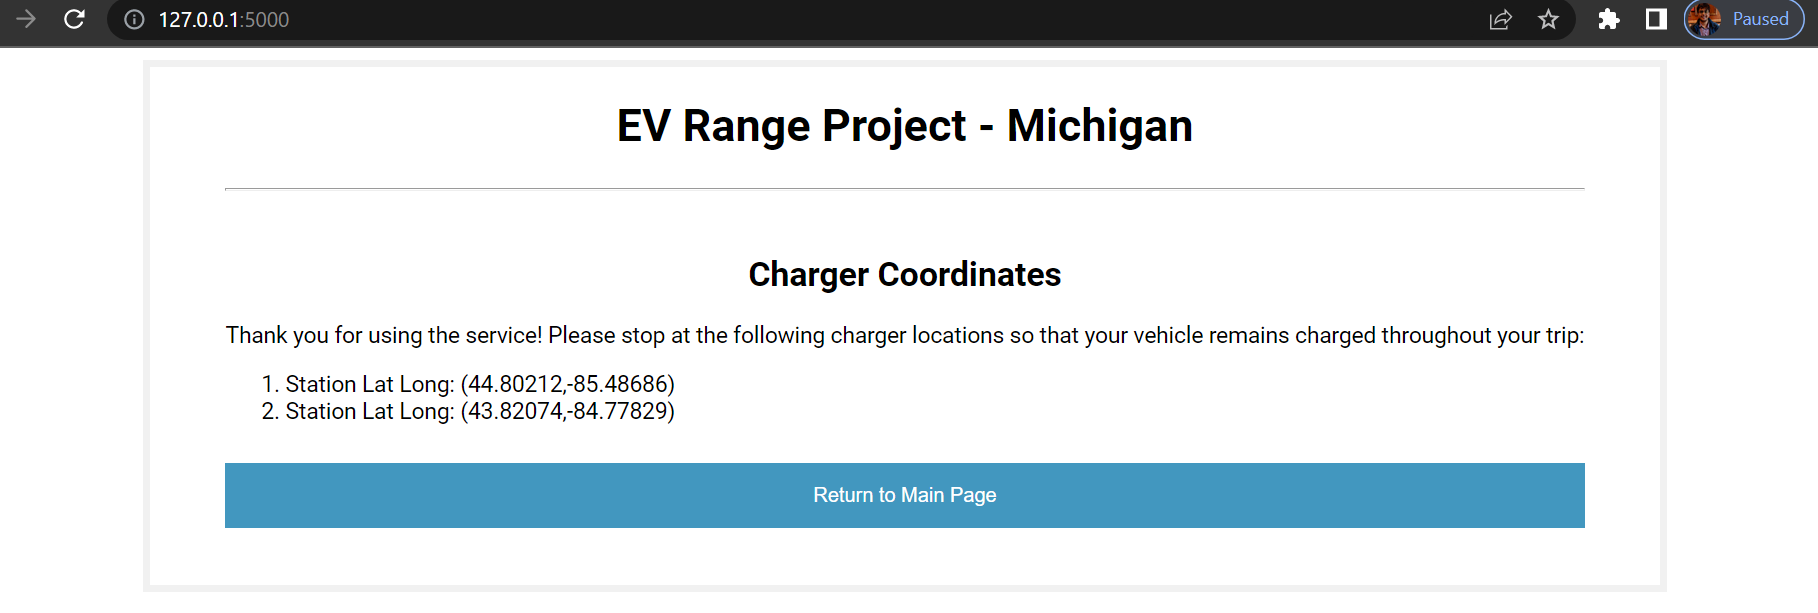 127.0.0.1:5000
Paused
EV Range Project - Michigan
Charger Coordinates
Thank you for using the service! Please stop at the following charger locations so that your vehicle remains charged throughout your trip:
1. Station Lat Long: (44.80212,-85.48686)
2. Station Lat Long: (43.82074,-84.77829)
Return to Main Page